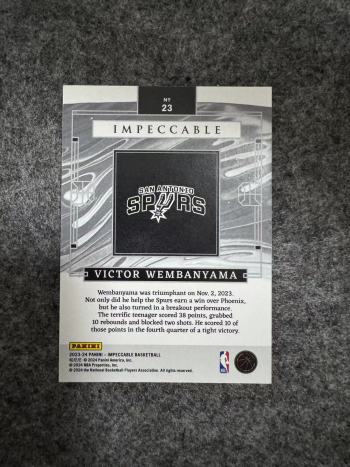 Nº
23
IMPECCABLE
SAN ANTONIO
SPURS
VICTOR WEMBANYAMA
Wembanyama was triumphant on Nov. 2, 2023.
Not only did he help the Spurs earn a win over Phoenix,
but he also turned in a breakout performance.
The terrific teenager scored 38 points, grabbed
10 rebounds and blocked two shots. He scored 10 of
those points in the fourth quarter of a tight victory.
PANINI
2023-24 PANINI - IMPECCABLE BASKETBALL
© 2024 Panini America, Inc.
© 2024 NBA Properties, Inc.
© 2024 the National Basketball Players Association. All rights reserved.
NBA